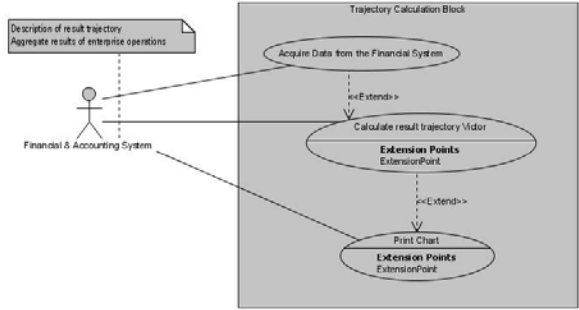 Trajectory Calculation Block
Description of result trajectory
Aggregate results of enterprise operations
Acquire Data from the Financial System
<<Extend>>
Calculate result trajectory Victor
Extension Points
ExtensionPoint
Financial & Accounting System
<<Extend>>
Print Chart
Extension Points
ExtensionPoint